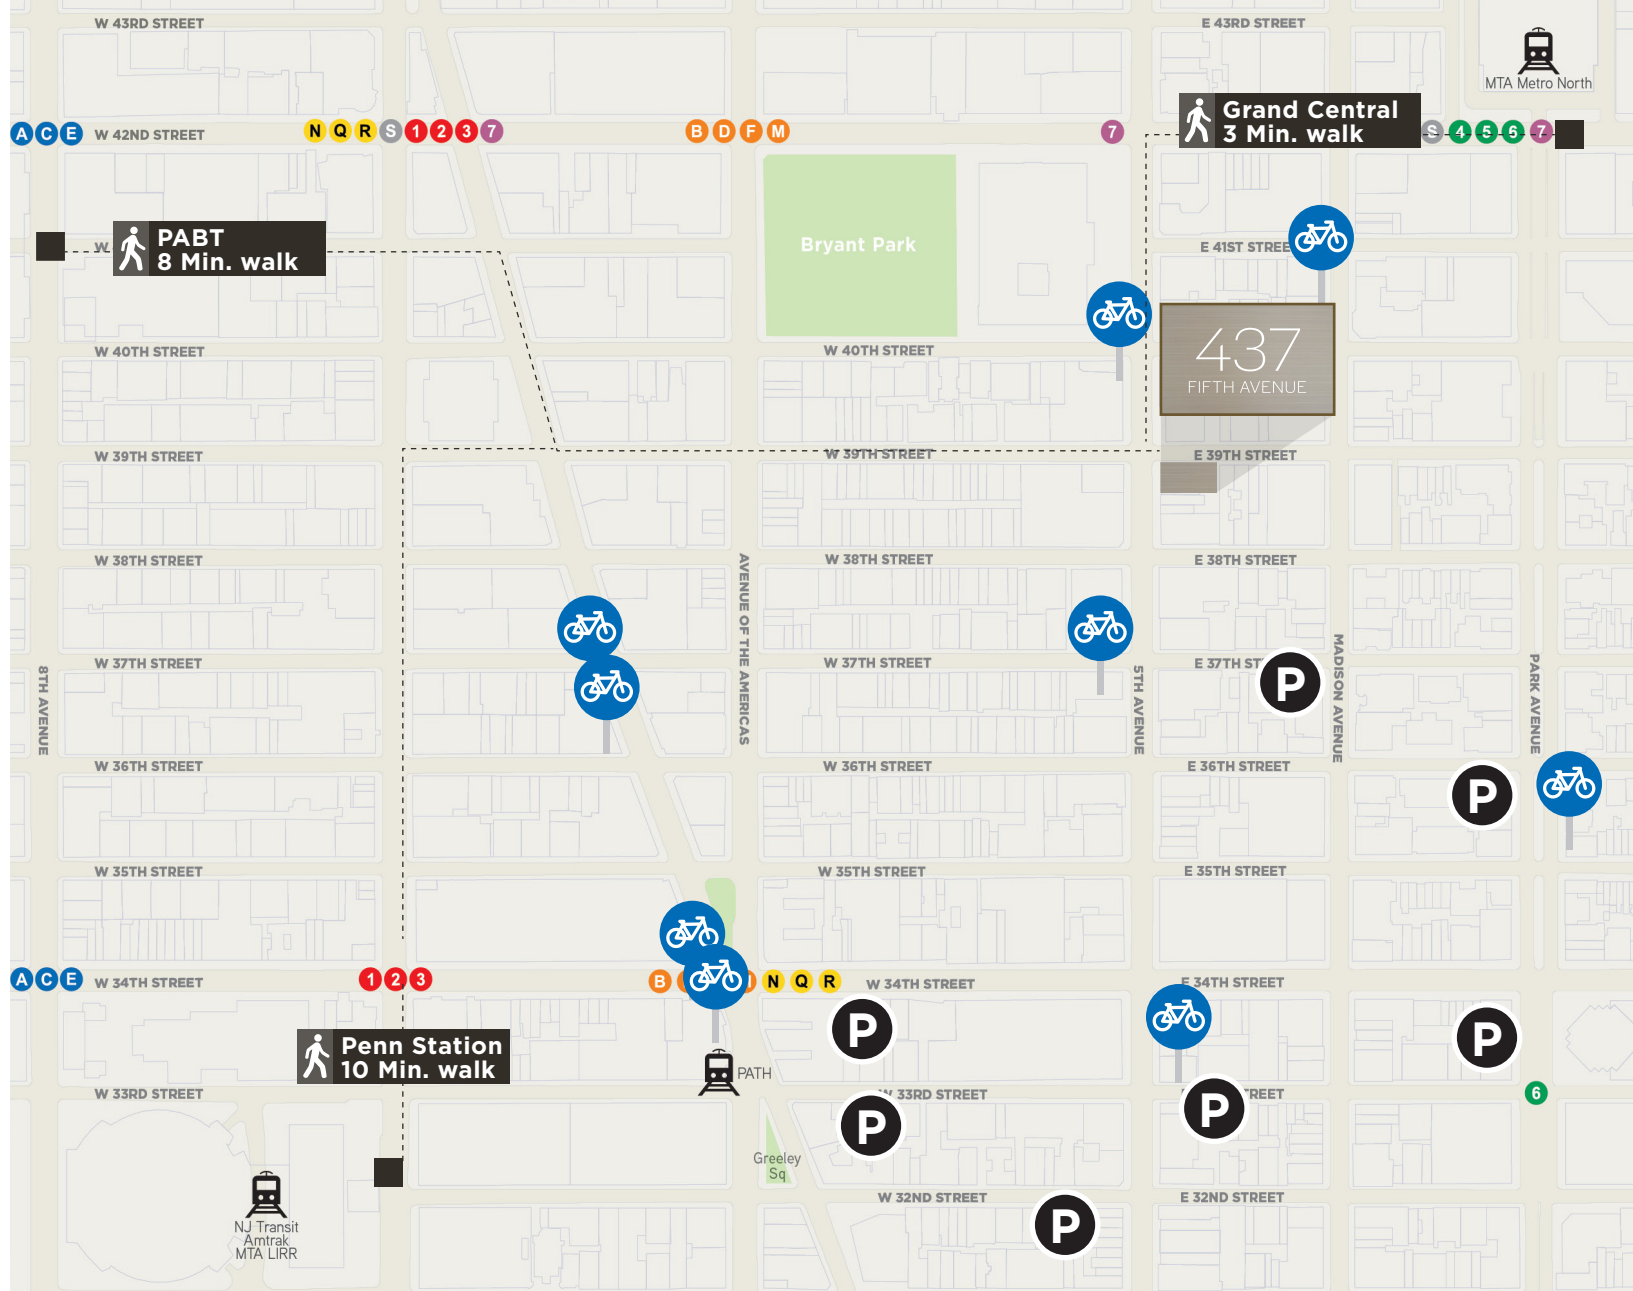 W 43RD STREET
E 43RD STREET
MTA Metro North
A C E
W 42ND STREET
N Q R S 1 2 3 7
B D F M
7
Grand Central
3 Min. walk
S 4 5 6 7
PABT
8 Min. walk
W
Bryant Park
E 41ST STREE
437
FIFTH AVENUE
W 40TH STREET
W 40TH STREET
W 39TH STREET
W 39TH STREET
E 39TH STREET
W 38TH STREET
W 38TH STREET
E 38TH STREET
AVENUE OF THE AMERICAS
W 37TH STREET
W 37TH STREET
E 37TH ST
P
8TH AVENUE
5TH AVENUE
MADISON AVENUE
PARK AVENUE
W 36TH STREET
W 36TH STREET
E 36TH STREET
P
W 35TH STREET
W 35TH STREET
E 35TH STREET
A C E
W 34TH STREET
1 2 3
B
N Q R
W 34TH STREET
E 34TH STREET
Penn Station
10 Min. walk
P
P
PATH
W 33RD STREET
W 33RD STREET
REET
P
P
6
Greeley
Sq
W 32ND STREET
E 32ND STREET
P
NJ Transit
Amtrak
MTA LIRR